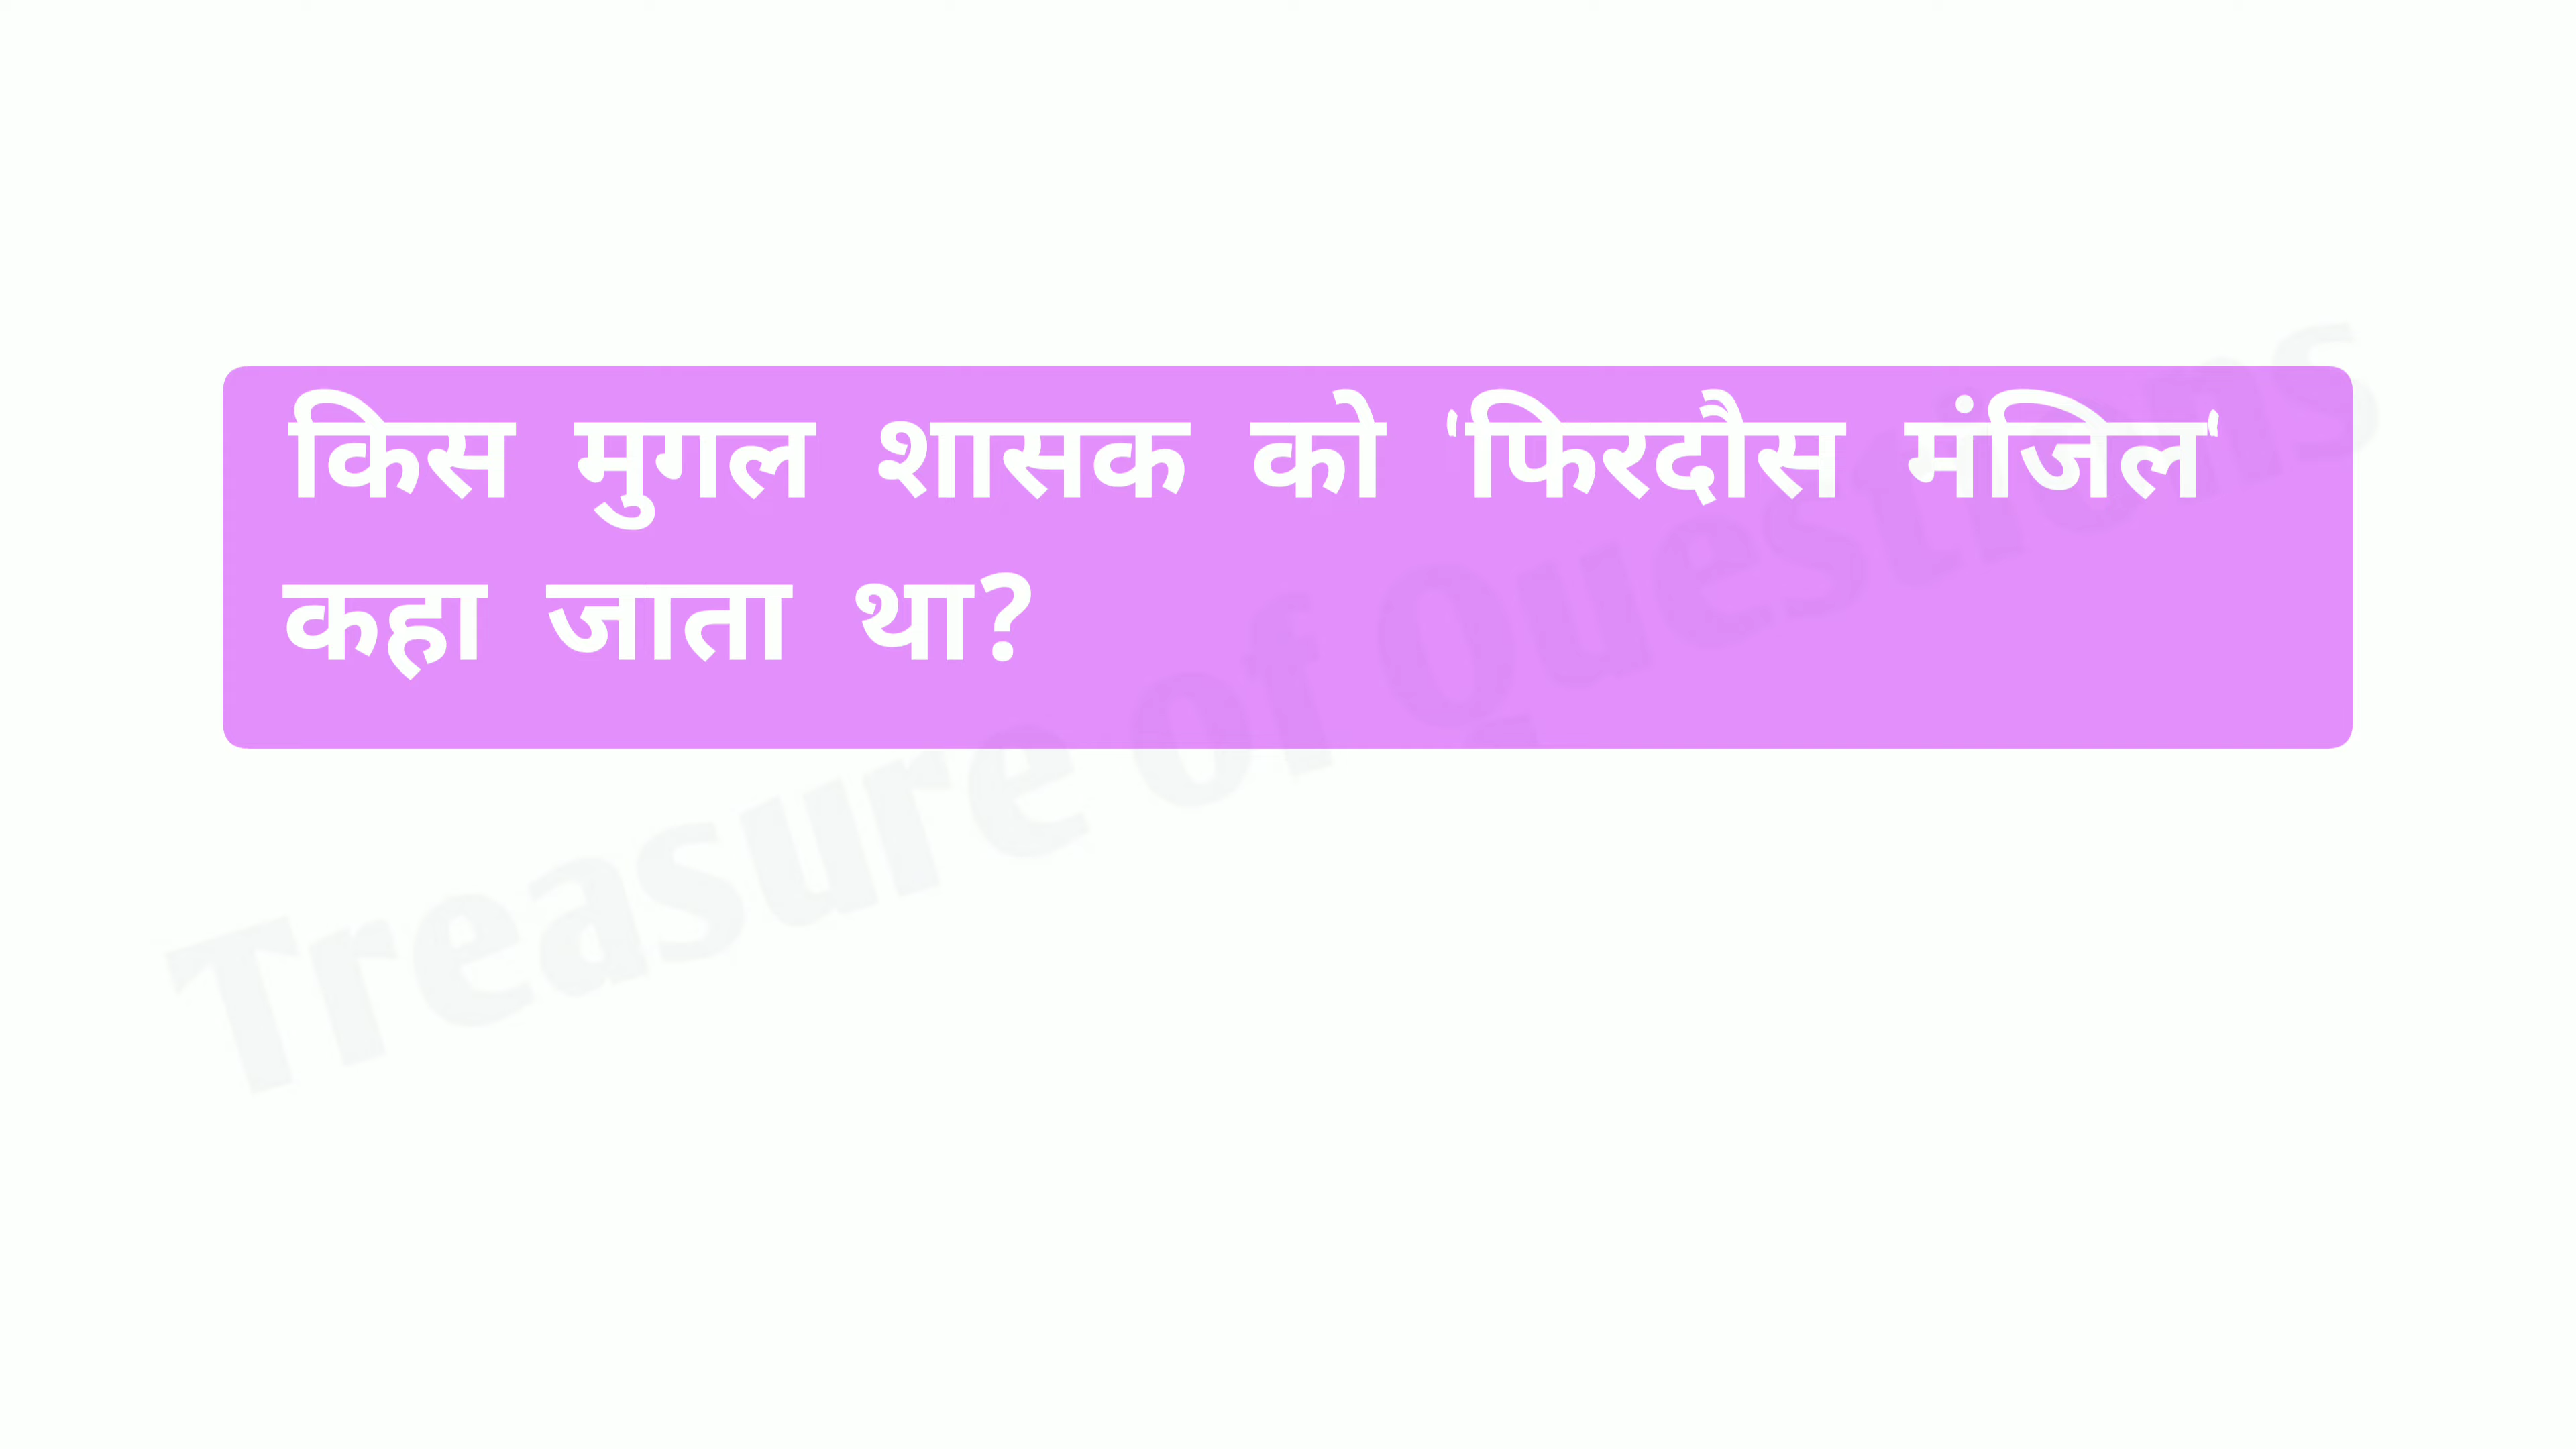 किस मुगल शासक को 'फिरदौस मंजिल'
कहा जाता था?
Treasure of Questions